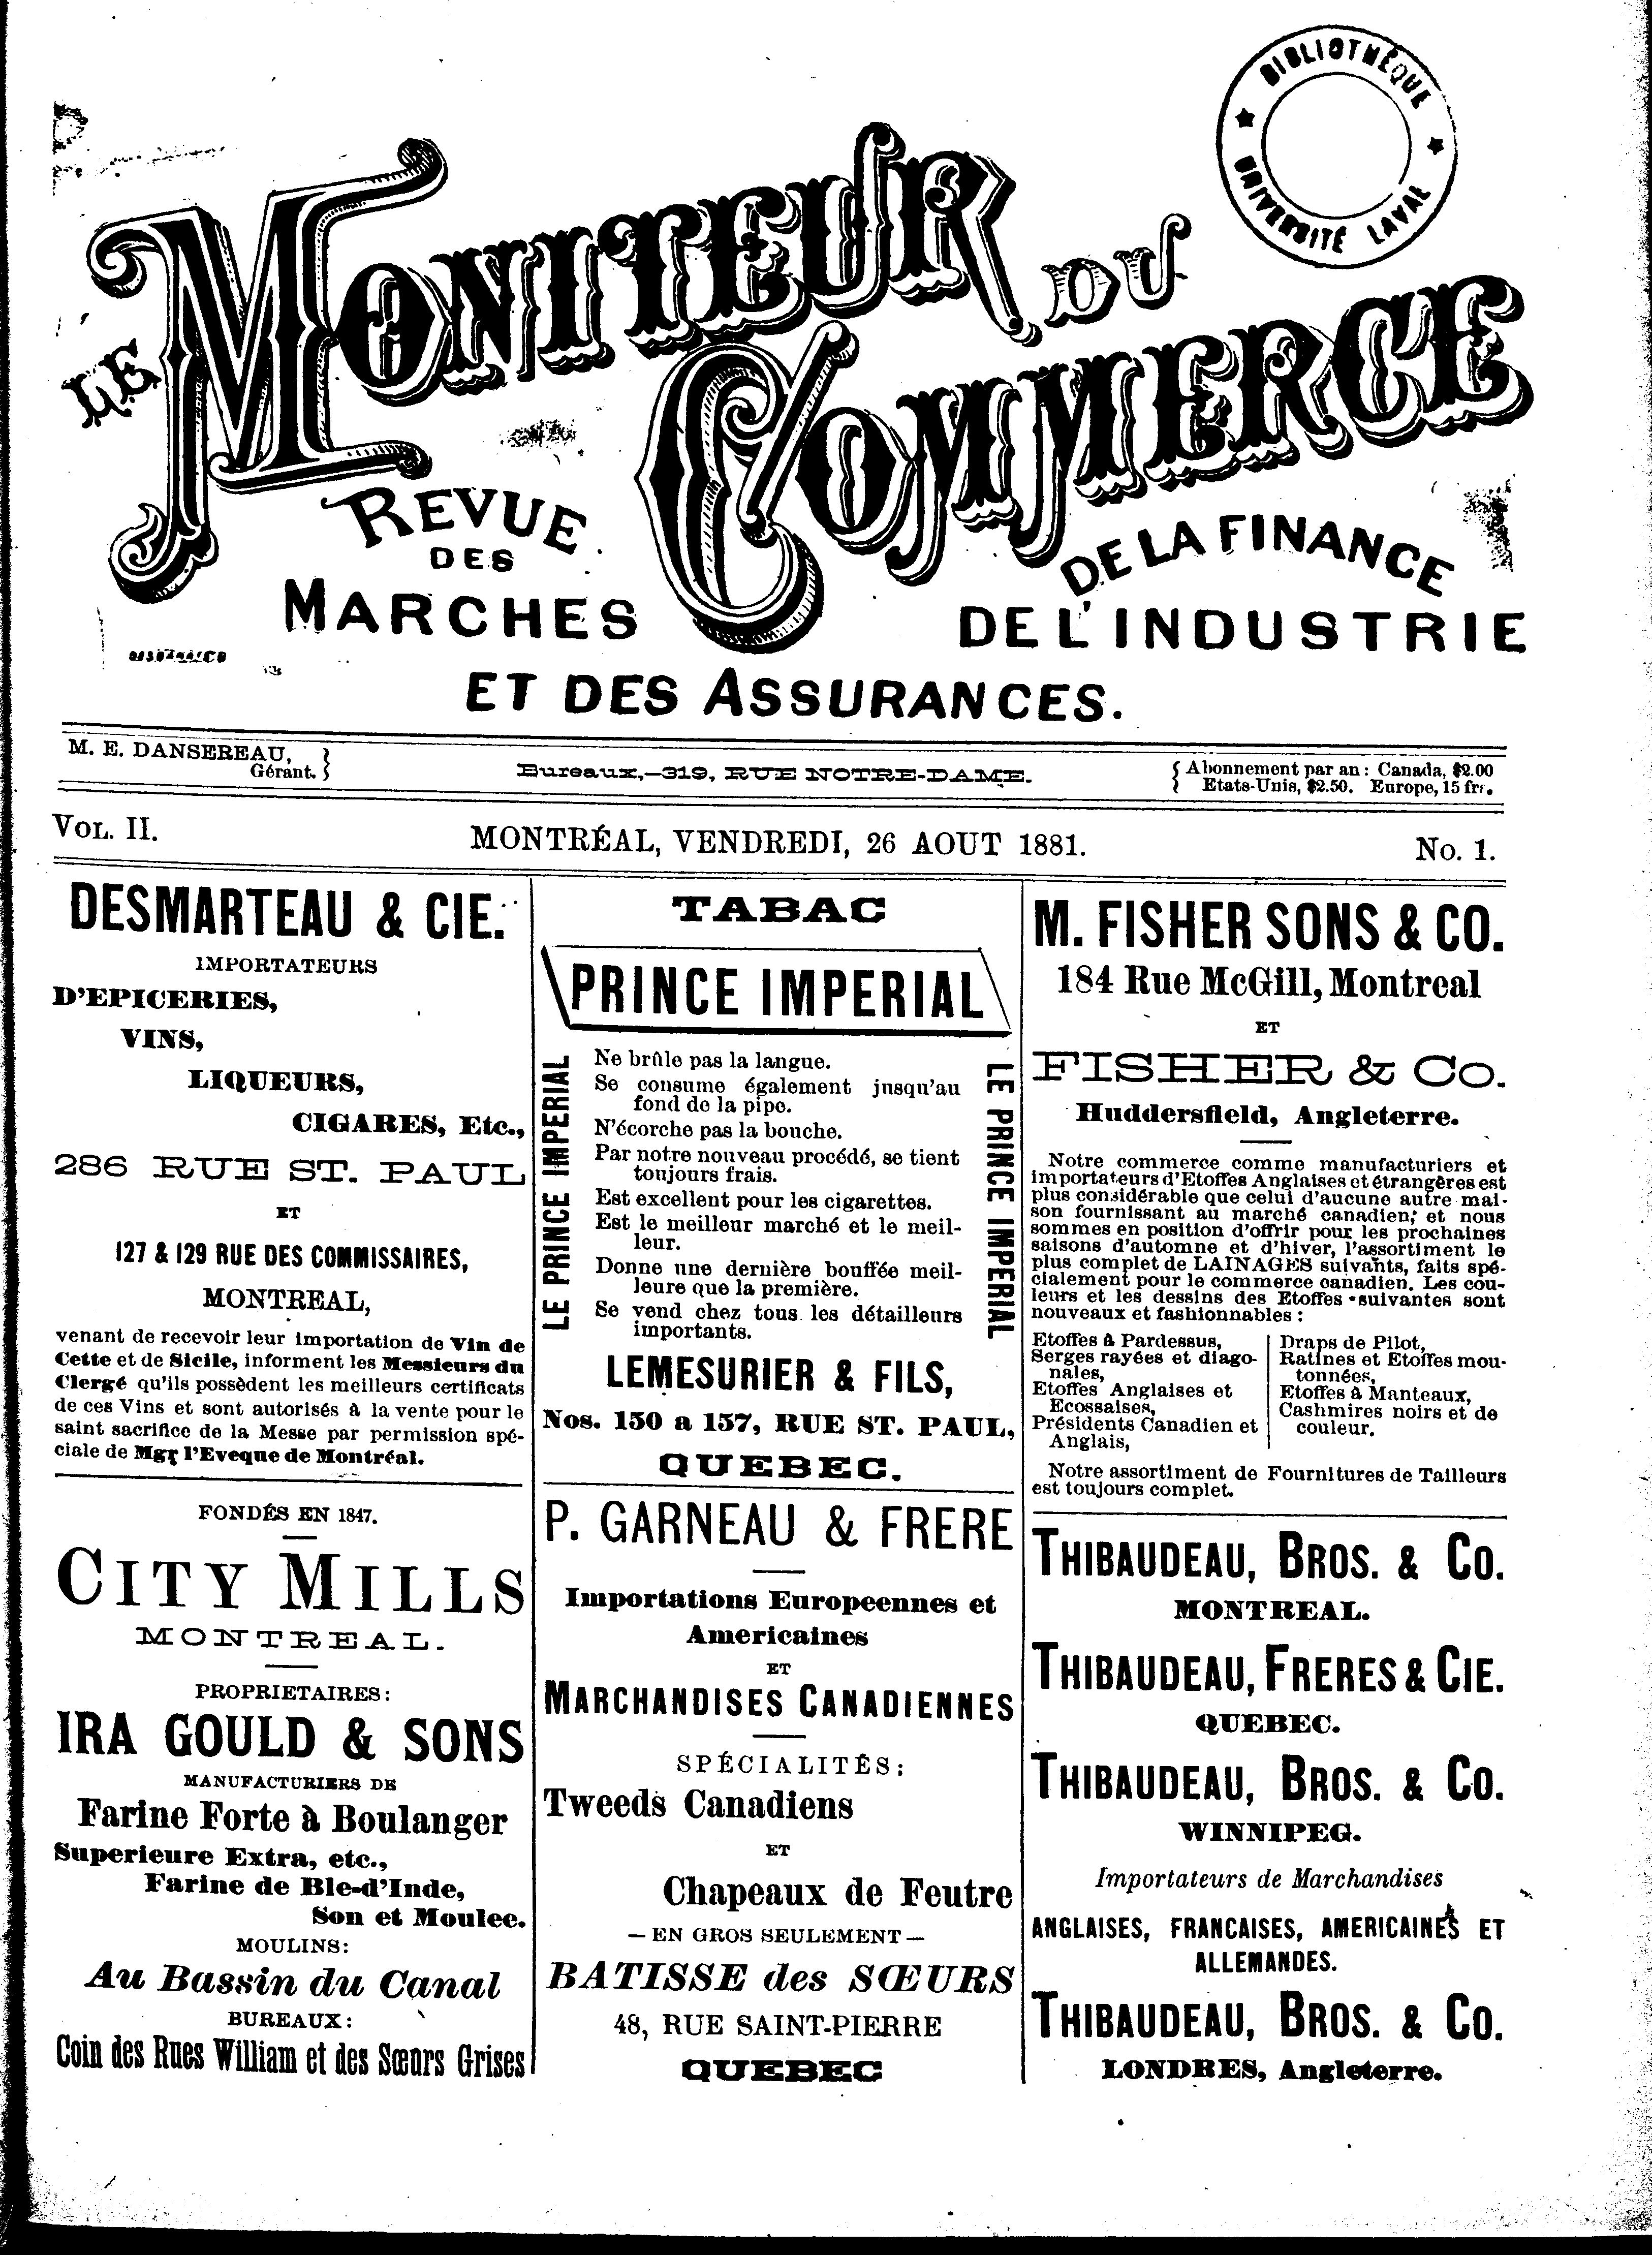 BIBLIOTHÈQUE
UNIVERSITÉ LAVAL
LE MONITEUR DU
COMMERCE
REVUE
DES
MARCHES
DE LA FINANCE
DE L'INDUSTRIE
ET DES ASSURANCES.
M. E. DANSEREAU,
Gérant.
Bureaux,—319, RUE NOTRE-DAME.
Abonnement par an: Canada, $2.00
Etats-Unis, $2.50. Europe, 15 frs.
VOL. II.
MONTRÉAL, VENDREDI, 26 AOUT 1881.
No. 1.
DESMARTEAU & CIE.
IMPORTATEURS
D'EPICERIES,
VINS,
LIQUEURS,
CIGARES, Etc.,
286 RUE ST. PAUL
ET
127 & 129 RUE DES COMMISSAIRES,
MONTREAL,
venant de recevoir leur importation de Vin de
Cette et de Sicile, informent les Messieurs du
Clergé qu'ils possèdent les meilleurs certificats
de ces Vins et sont autorisés à la vente pour le
saint sacrifice de la Messe par permission spé-
ciale de Mgr l'Eveque de Montréal.
FONDÉS EN 1847.
CITY MILLS
MONTREAL.
PROPRIETAIRES:
IRA GOULD & SONS
MANUFACTURIERS DE
Farine Forte à Boulanger
Superieure Extra, etc.,
Farine de Ble-d'Inde,
Son et Moulee.
MOULINS:
Au Bassin du Canal
BUREAUX:
Coin des Rues William et des Sœurs Grises
TABAC
PRINCE IMPERIAL
LE PRINCE IMPERIAL
Ne brûle pas la langue.
Se consume également jusqu'au
fond de la pipe.
N'écorche pas la bouche.
Par notre nouveau procédé, se tient
toujours frais.
Est excellent pour les cigarettes.
Est le meilleur marché et le meil-
leur.
Donne une dernière bouffée meil-
leure que la première.
Se vend chez tous les détailleurs
importants.
LE PRINCE IMPERIAL
LEMESURIER & FILS,
Nos. 150 a 157, RUE ST. PAUL,
QUEBEC.
P. GARNEAU & FRERE
Importations Europeennes et
Americaines
ET
MARCHANDISES CANADIENNES
SPÉCIALITÉS:
Tweeds Canadiens
ET
Chapeaux de Feutre
— EN GROS SEULEMENT —
BATISSE des SŒURS
48, RUE SAINT-PIERRE
QUEBEC
M. FISHER SONS & CO.
184 Rue McGill, Montreal
ET
FISHER & Co.
Huddersfield, Angleterre.
Notre commerce comme manufacturiers et
importateurs d'Etoffes Anglaises et étrangères est
plus considérable que celui d'aucune autre mai-
son fournissant au marché canadien; et nous
sommes en position d'offrir pour les prochaines
saisons d'automne et d'hiver, l'assortiment le
plus complet de LAINAGES suivants, faits spé-
cialement pour le commerce canadien. Les cou-
leurs et les dessins des Etoffes suivantes sont
nouveaux et fashionnables:
Etoffes à Pardessus,
Serges rayées et diago-
nales,
Etoffes Anglaises et
Ecossaises,
Présidents Canadien et
Anglais,
Draps de Pilot,
Ratines et Etoffes mou-
tonnées,
Etoffes à Manteaux,
Cashmires noirs et de
couleur.
Notre assortiment de Fournitures de Tailleurs
est toujours complet.
THIBAUDEAU, BROS. & CO.
MONTREAL.
THIBAUDEAU, FRERES & CIE.
QUEBEC.
THIBAUDEAU, BROS. & CO.
WINNIPEG.
Importateurs de Marchandises
ANGLAISES, FRANCAISES, AMERICAINES ET
ALLEMANDES.
THIBAUDEAU, BROS. & CO.
LONDRES, Angleterre.